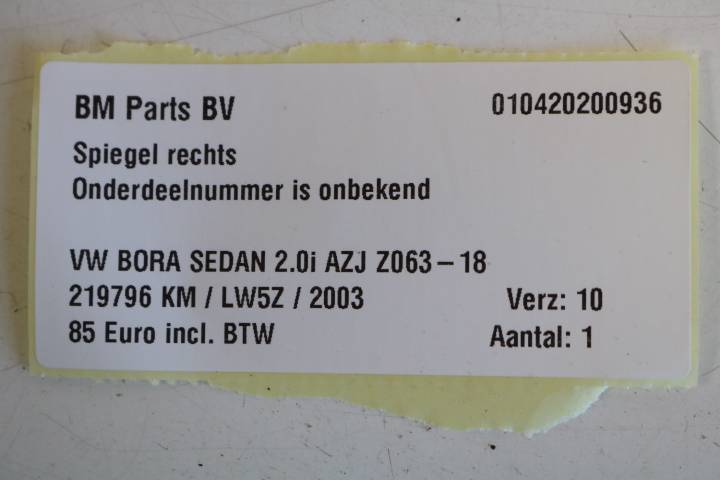 BM Parts BV 010420200936
Spiegel rechts
Onderdeelnummer is onbekend
VW BORA SEDAN 2.0i AZJ Z063-18
219796 KM / LW5Z / 2003 Verz: 10
85 Euro incl. BTW Aantal: 1